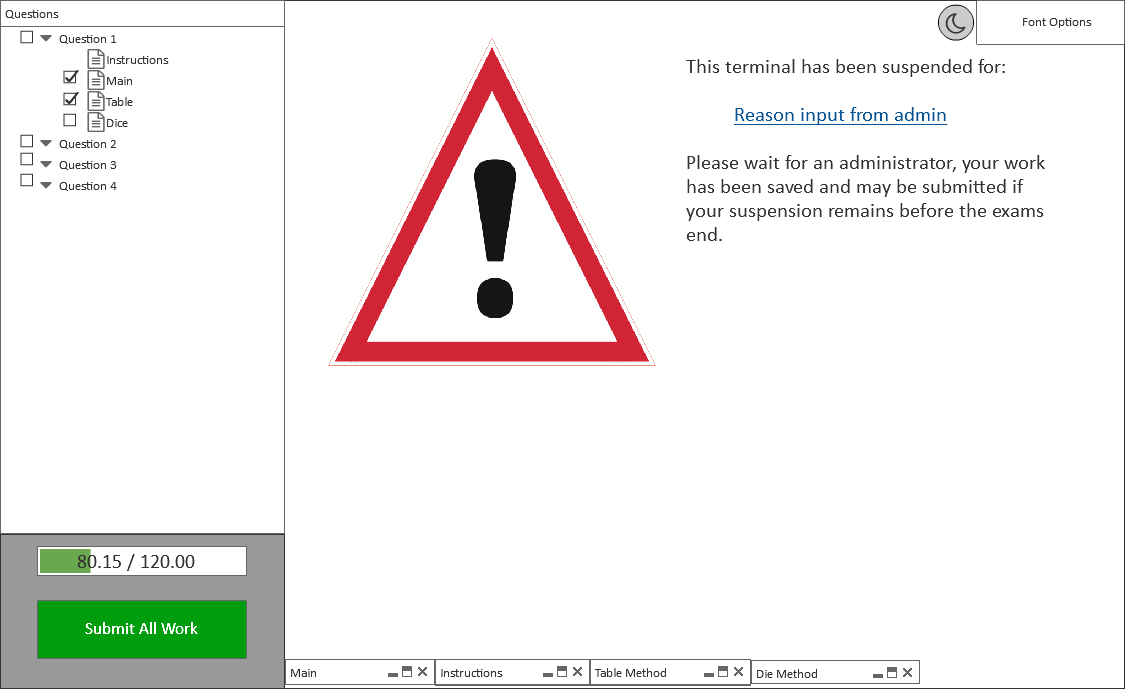 Questions
Question 1
Instructions
Main
Table
Dice
Question 2
Question 3
Question 4
80.15 / 120.00
Submit All Work
Font Options
This terminal has been suspended for:
Reason input from admin
Please wait for an administrator, your work
has been saved and may be submitted if
your suspension remains before the exams
end.
Main
Instructions
Table Method
Die Method